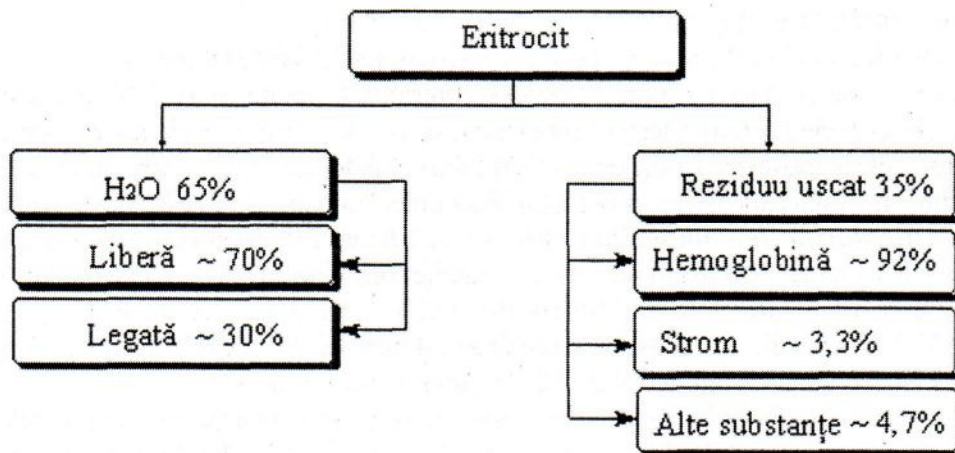 Eritrocit
H₂O 65%
Liberă ~ 70%
Legată ~ 30%
Reziduu uscat 35%
Hemoglobină ~ 92%
Strom ~ 3,3%
Alte substanțe ~ 4,7%